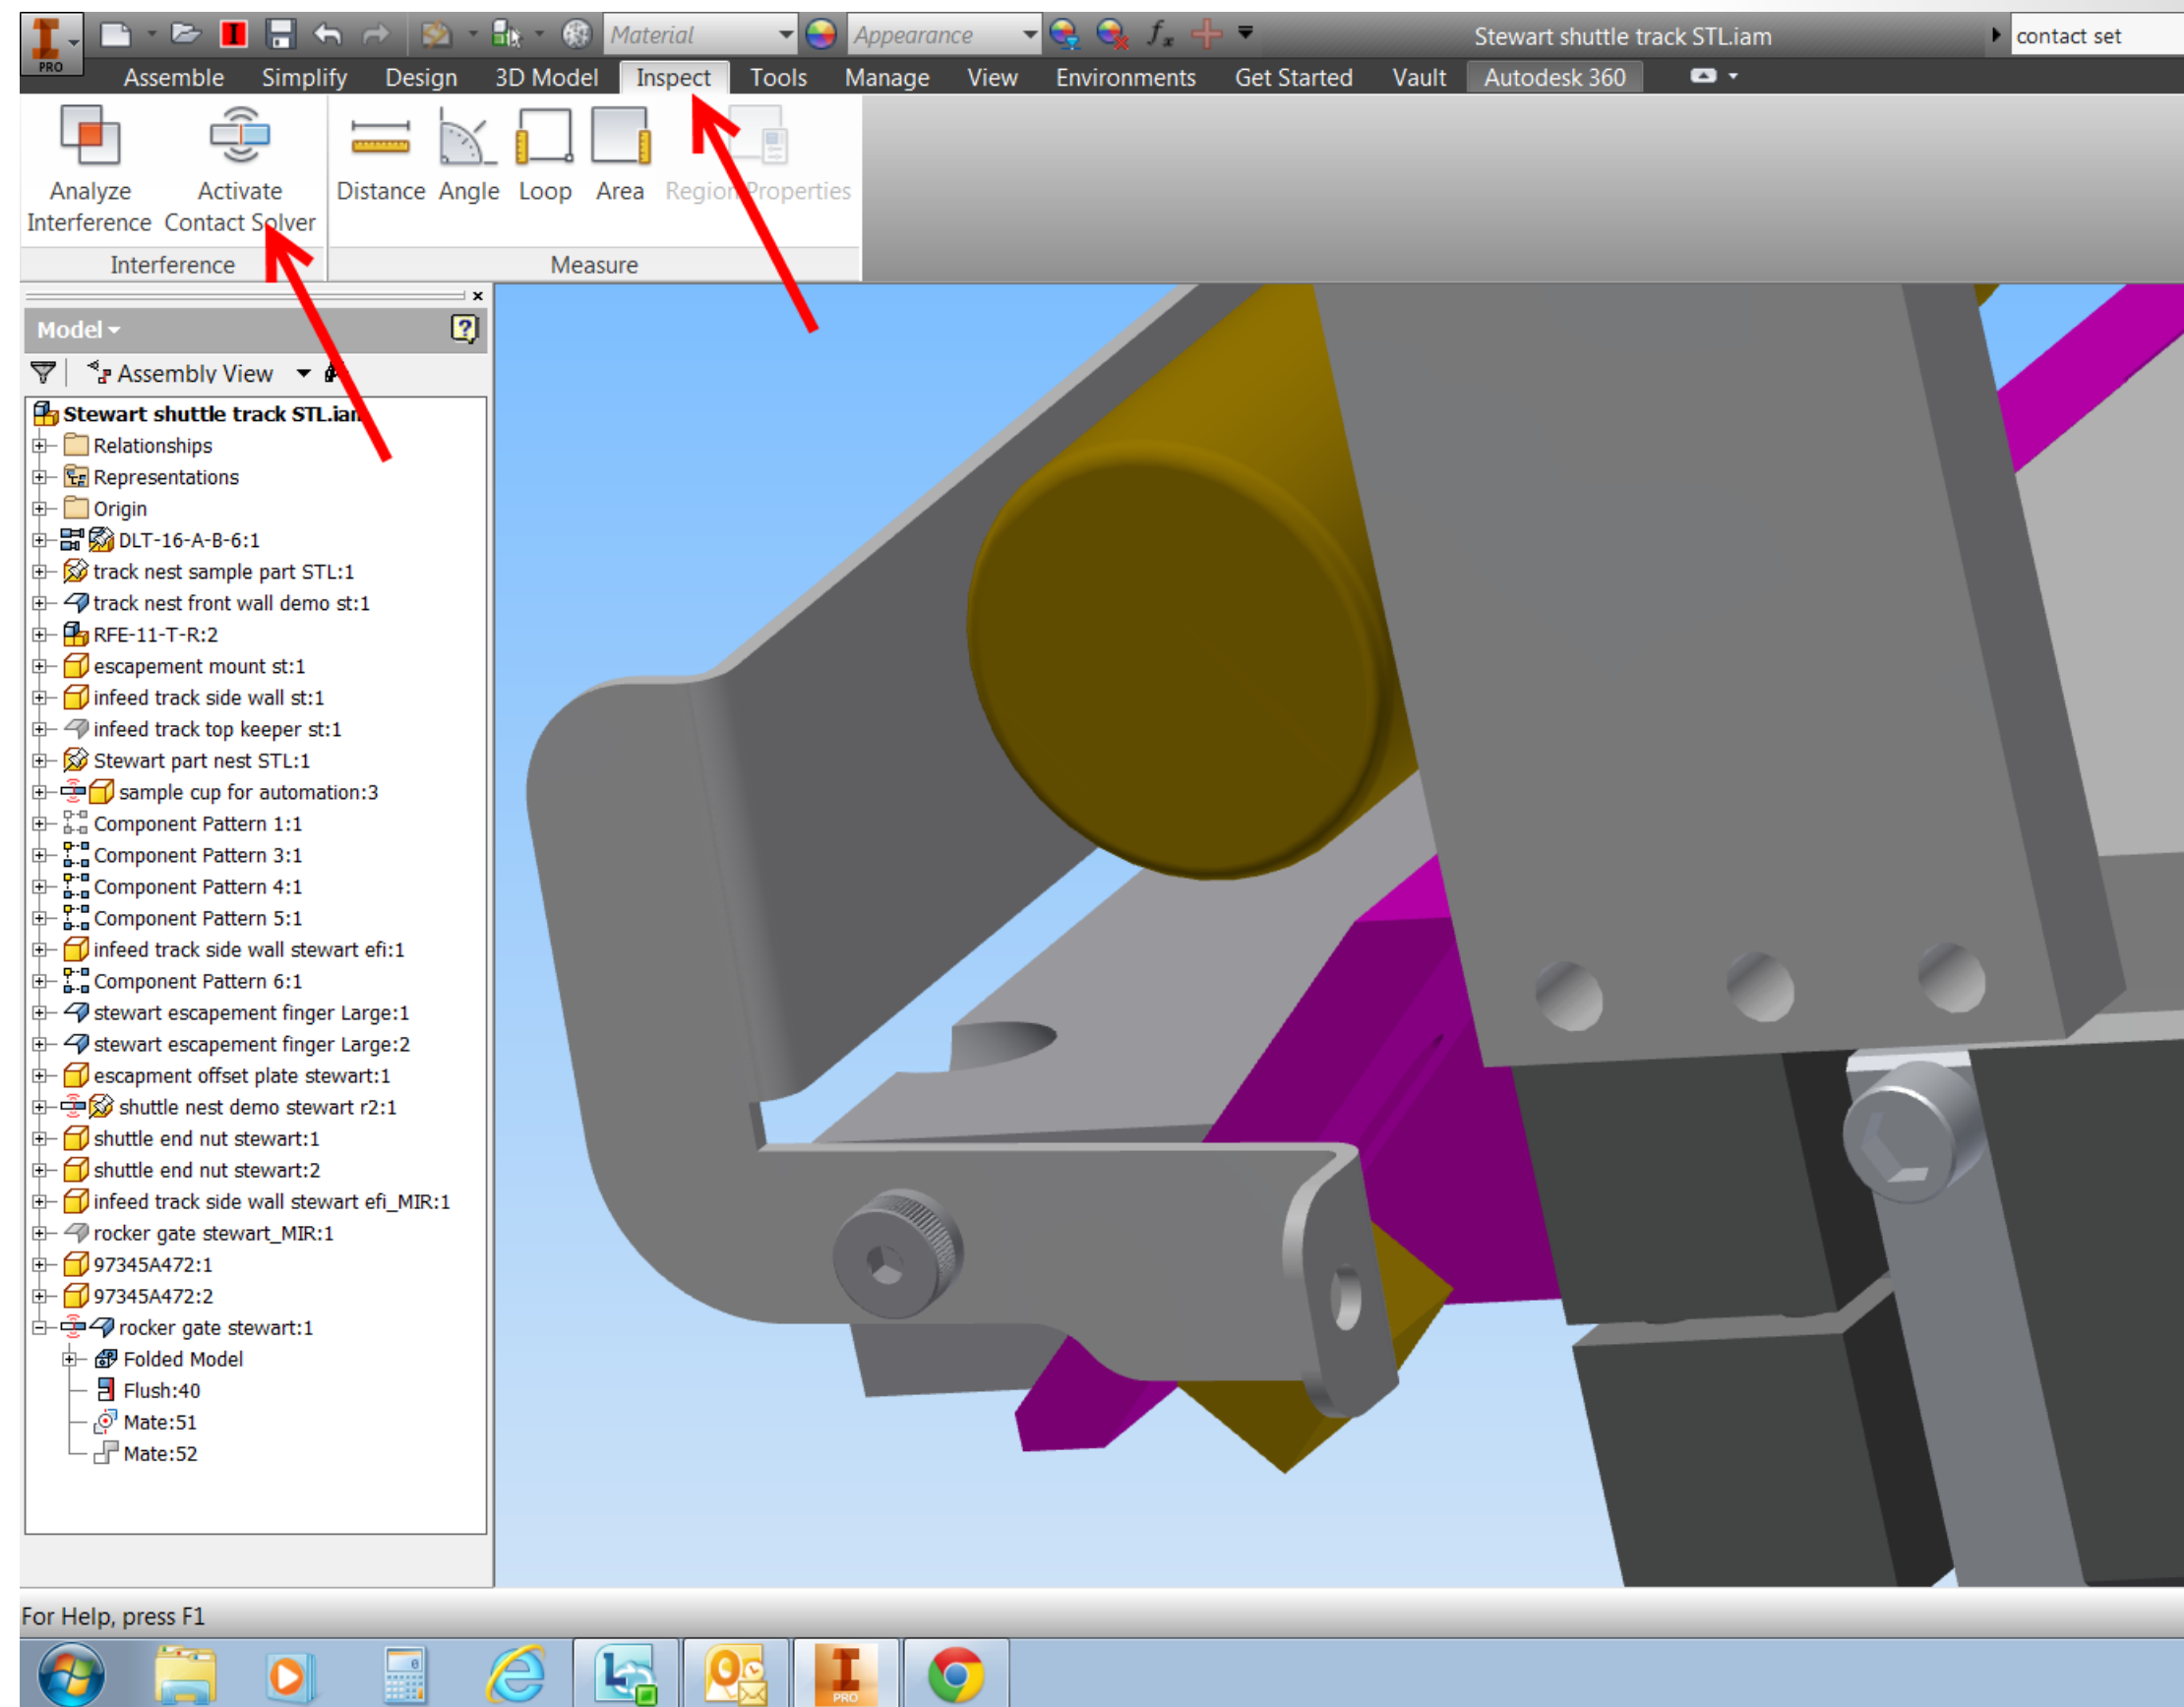 Material
Appearance
Stewart shuttle track STL.iam
contact set
PRO
Assemble Simplify Design 3D Model Inspect Tools Manage View Environments Get Started Vault Autodesk 360
Analyze Interference
Activate Contact Solver
Distance Angle Loop Area Region Properties
Interference Measure
Model
Assembly View
Stewart shuttle track STL.iam
Relationships
Representations
Origin
DLT-16-A-B-6:1
track nest sample part STL:1
track nest front wall demo st:1
RFE-11-T-R:2
escapement mount st:1
infeed track side wall st:1
infeed track top keeper st:1
Stewart part nest STL:1
sample cup for automation:3
Component Pattern 1:1
Component Pattern 3:1
Component Pattern 4:1
Component Pattern 5:1
infeed track side wall stewart efi:1
Component Pattern 6:1
stewart escapement finger Large:1
stewart escapement finger Large:2
escapment offset plate stewart:1
shuttle nest demo stewart r2:1
shuttle end nut stewart:1
shuttle end nut stewart:2
infeed track side wall stewart efi_MIR:1
rocker gate stewart_MIR:1
97345A472:1
97345A472:2
rocker gate stewart:1
Folded Model
Flush:40
Mate:51
Mate:52
For Help, press F1
PRO